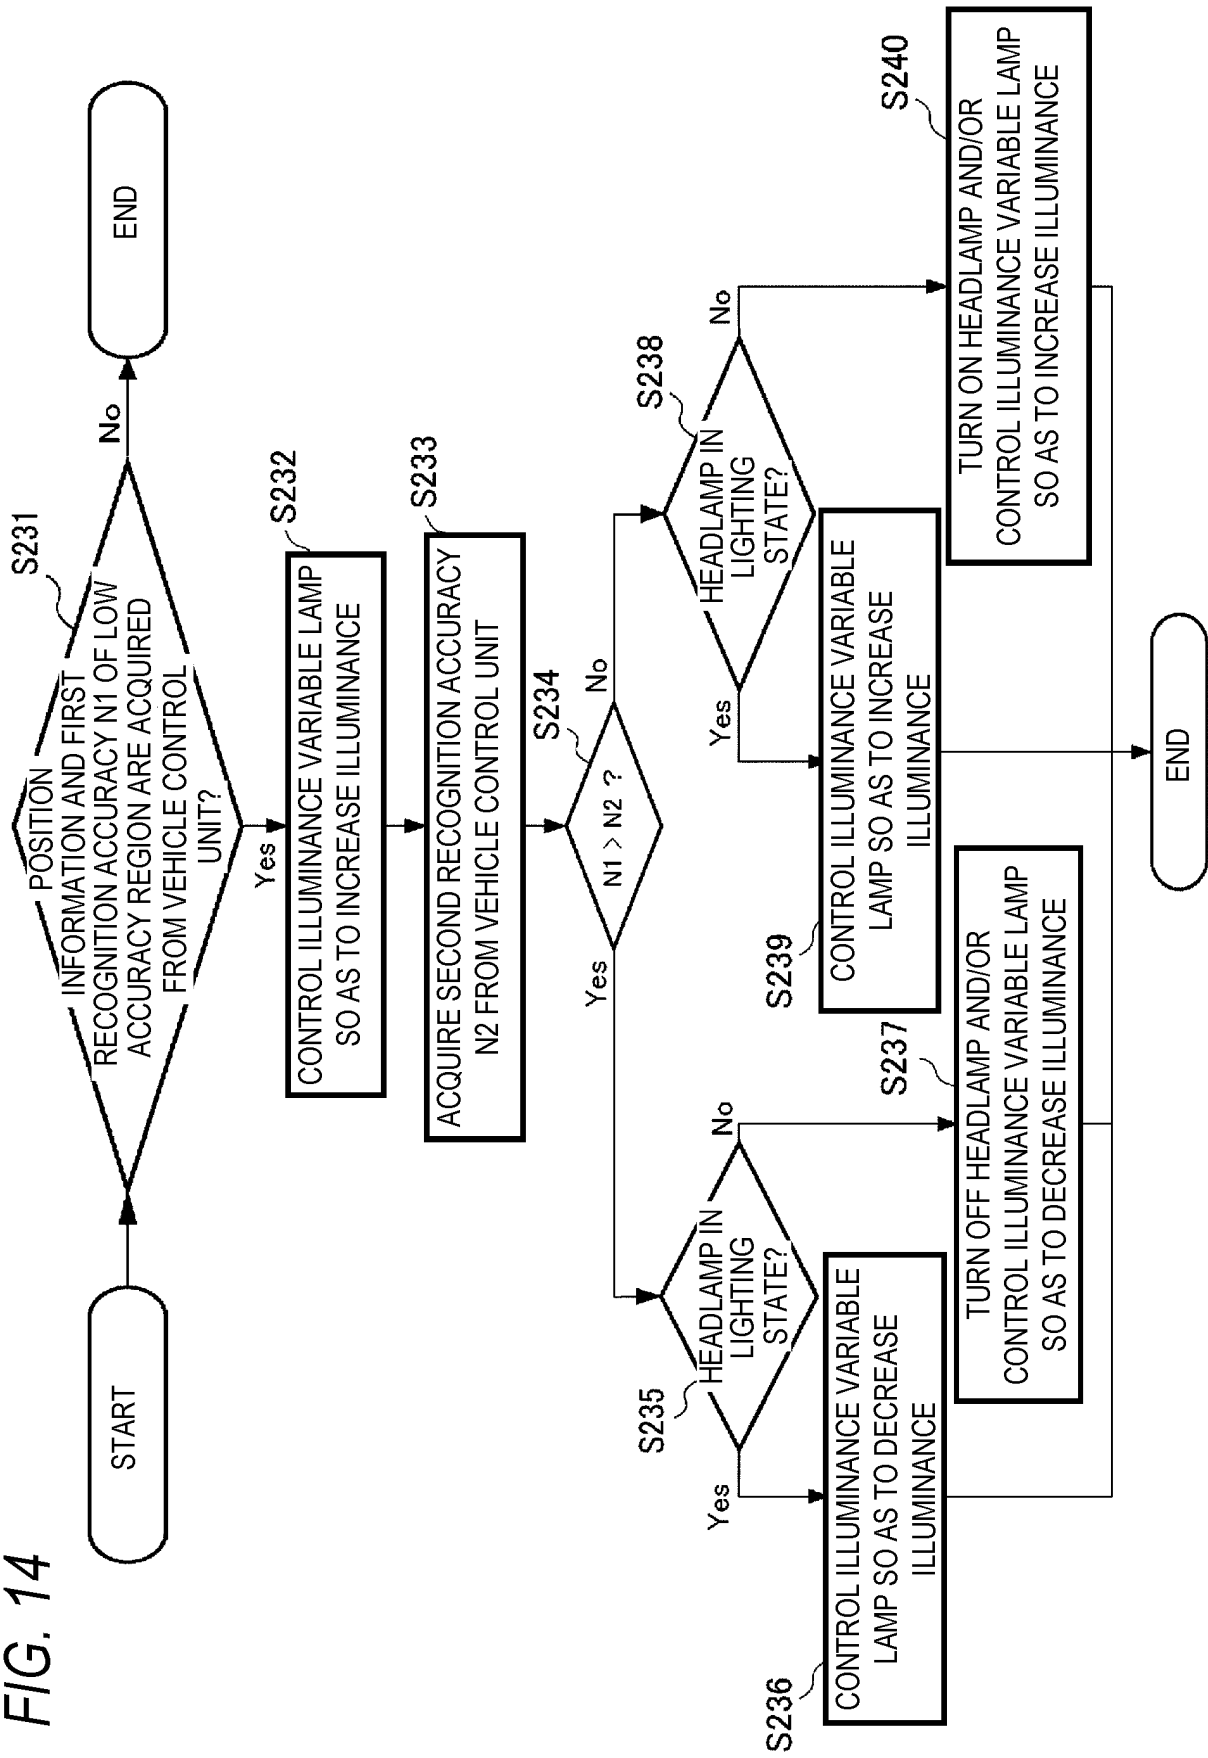 FIG. 14
START
S231
POSITION
INFORMATION AND FIRST
RECOGNITION ACCURACY N1 OF LOW
ACCURACY REGION ARE ACQUIRED
FROM VEHICLE CONTROL
UNIT?
No
END
Yes
S232
CONTROL ILLUMINANCE VARIABLE LAMP
SO AS TO INCREASE ILLUMINANCE
S233
ACQUIRE SECOND RECOGNITION ACCURACY
N2 FROM VEHICLE CONTROL UNIT
S234
N1 > N2 ?
Yes
No
S235
HEADLAMP IN
LIGHTING
STATE?
Yes
No
S236
CONTROL ILLUMINANCE VARIABLE
LAMP SO AS TO DECREASE
ILLUMINANCE
S237
TURN OFF HEADLAMP AND/OR
CONTROL ILLUMINANCE VARIABLE LAMP
SO AS TO DECREASE ILLUMINANCE
S238
HEADLAMP IN
LIGHTING
STATE?
Yes
No
S239
CONTROL ILLUMINANCE VARIABLE
LAMP SO AS TO INCREASE
ILLUMINANCE
S240
TURN ON HEADLAMP AND/OR
CONTROL ILLUMINANCE VARIABLE LAMP
SO AS TO INCREASE ILLUMINANCE
END